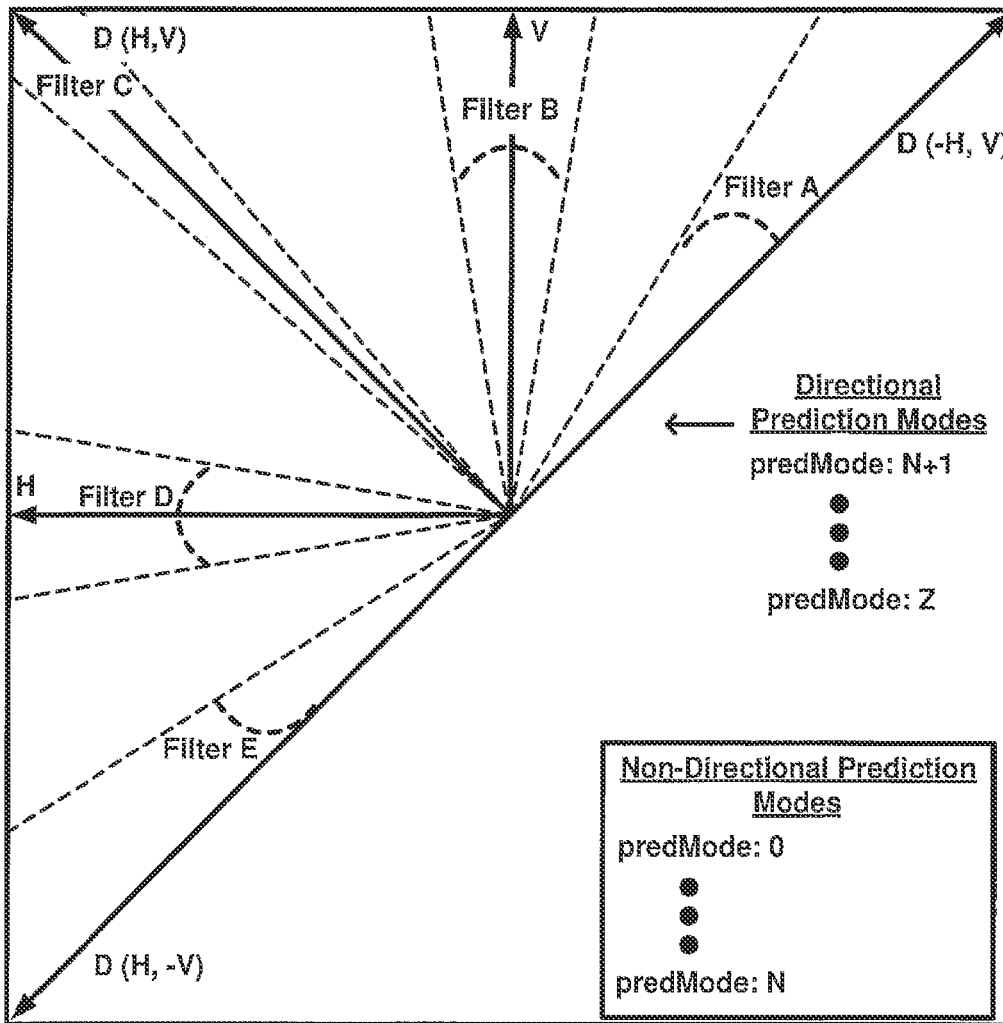 D (H,V)
V
Filter C
Filter B
D (-H, V)
Filter A
Directional
Prediction Modes
predMode: N+1
predMode: Z
H
Filter D
Filter E
D (H, -V)
Non-Directional Prediction
Modes
predMode: 0
predMode: N